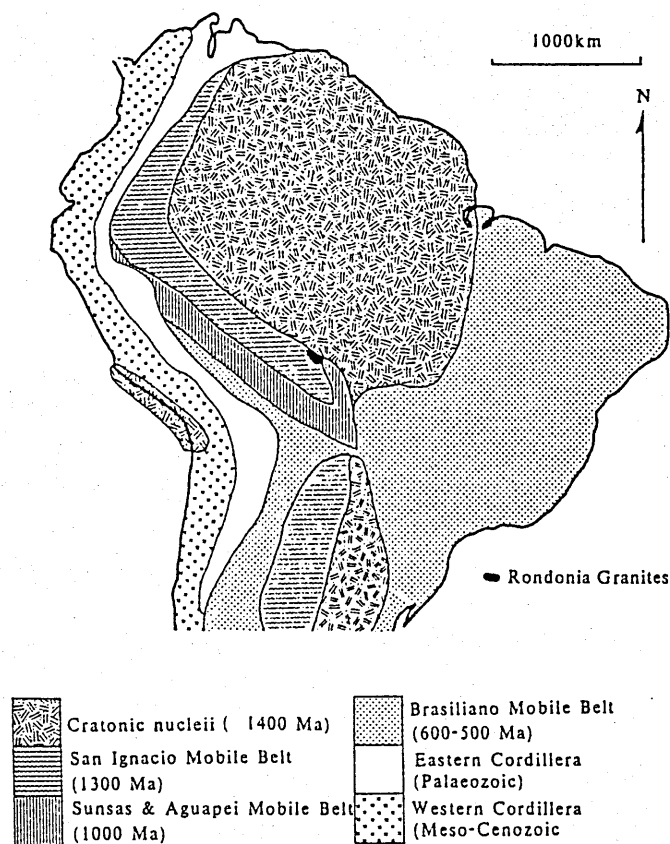 1000km
N
Rondonia Granites
Cratonic nucleii ( 1400 Ma)
San Ignacio Mobile Belt
(1300 Ma)
Sunsas & Aguapei Mobile Belt
(1000 Ma)
Brasiliano Mobile Belt
(600-500 Ma)
Eastern Cordillera
(Palaeozoic)
Western Cordillera
(Meso-Cenozoic